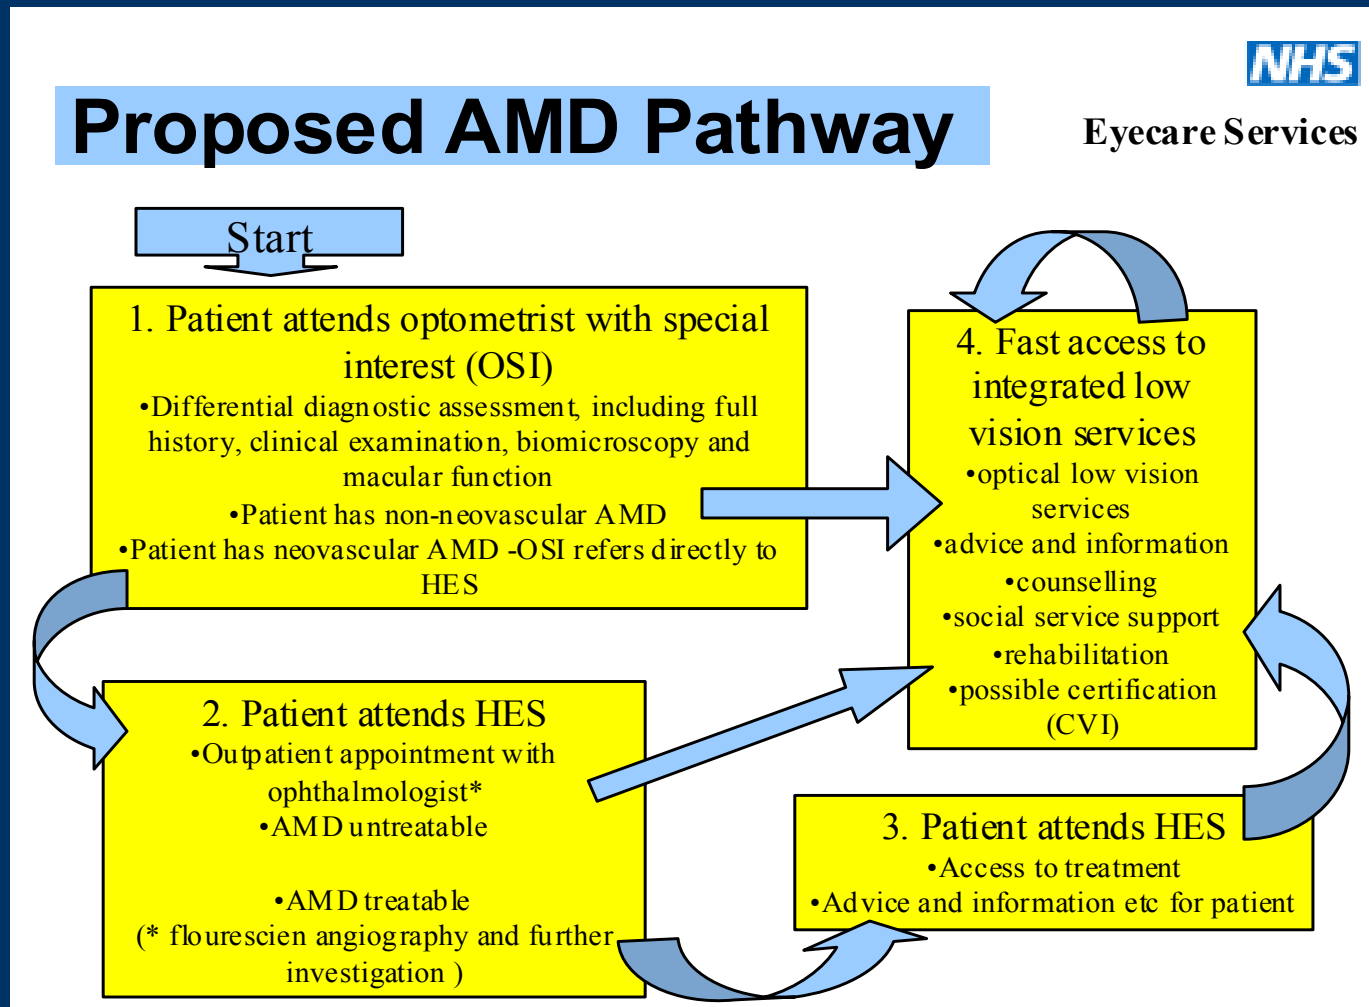 NHS
Proposed AMD Pathway
Eyecare Services
Start
1. Patient attends optometrist with special
interest (OSI)
•Differential diagnostic assessment, including full
history, clinical examination, biomicroscopy and
macular function
•Patient has non-neovascular AMD
•Patient has neovascular AMD -OSI refers directly to
HES
2. Patient attends HES
•Outpatient appointment with
ophthalmologist*
•AMD untreatable
•AMD treatable
(* flourescien angiography and further
investigation )
3. Patient attends HES
•Access to treatment
•Advice and information etc for patient
4. Fast access to
integrated low
vision services
•optical low vision
services
•advice and information
•counselling
•social service support
•rehabilitation
•possible certification
(CVI)